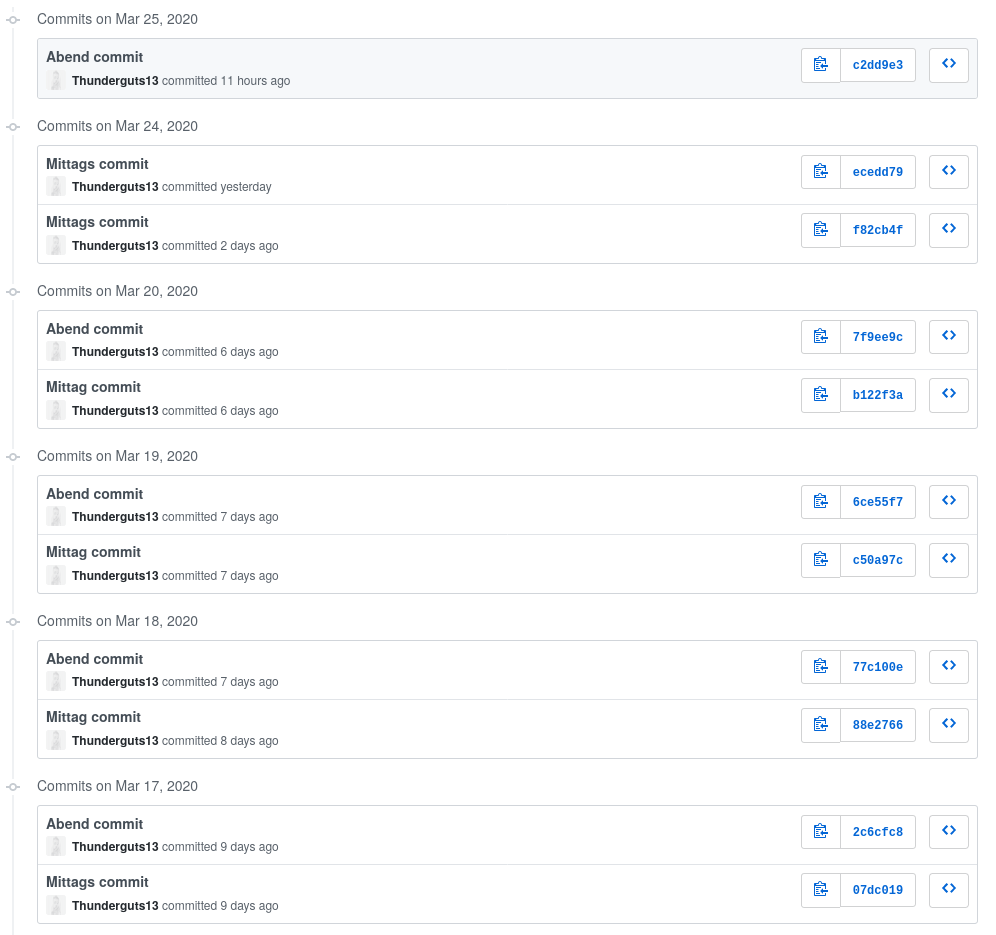 Commits on Mar 25, 2020
Abend commit
Thunderguts13 committed 11 hours ago
c2dd9e3
Commits on Mar 24, 2020
Mittags commit
Thunderguts13 committed yesterday
ecedd79
Mittags commit
Thunderguts13 committed 2 days ago
f82cb4f
Commits on Mar 20, 2020
Abend commit
Thunderguts13 committed 6 days ago
7f9ee9c
Mittag commit
Thunderguts13 committed 6 days ago
b122f3a
Commits on Mar 19, 2020
Abend commit
Thunderguts13 committed 7 days ago
6ce55f7
Mittag commit
Thunderguts13 committed 7 days ago
c50a97c
Commits on Mar 18, 2020
Abend commit
Thunderguts13 committed 7 days ago
77c100e
Mittag commit
Thunderguts13 committed 8 days ago
88e2766
Commits on Mar 17, 2020
Abend commit
Thunderguts13 committed 9 days ago
2c6cfc8
Mittags commit
Thunderguts13 committed 9 days ago
07dc019